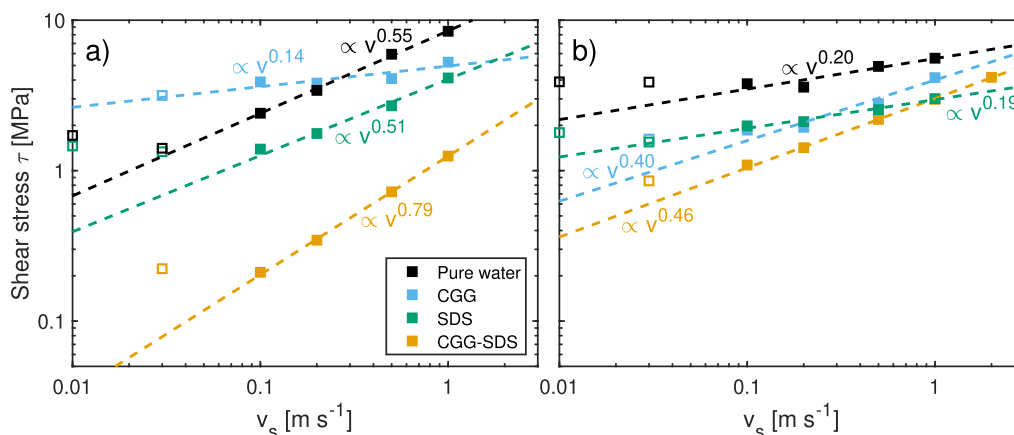 a)
∝ v^0.14
∝ v^0.55
∝ v^0.51
∝ v^0.79
Shear stress τ [MPa]
10
1
0.1
0.01
0.1
1
v_s [m s^-1]
Pure water
CGG
SDS
CGG-SDS
b)
∝ v^0.20
∝ v^0.19
∝ v^0.40
∝ v^0.46
0.01
0.1
1
v_s [m s^-1]